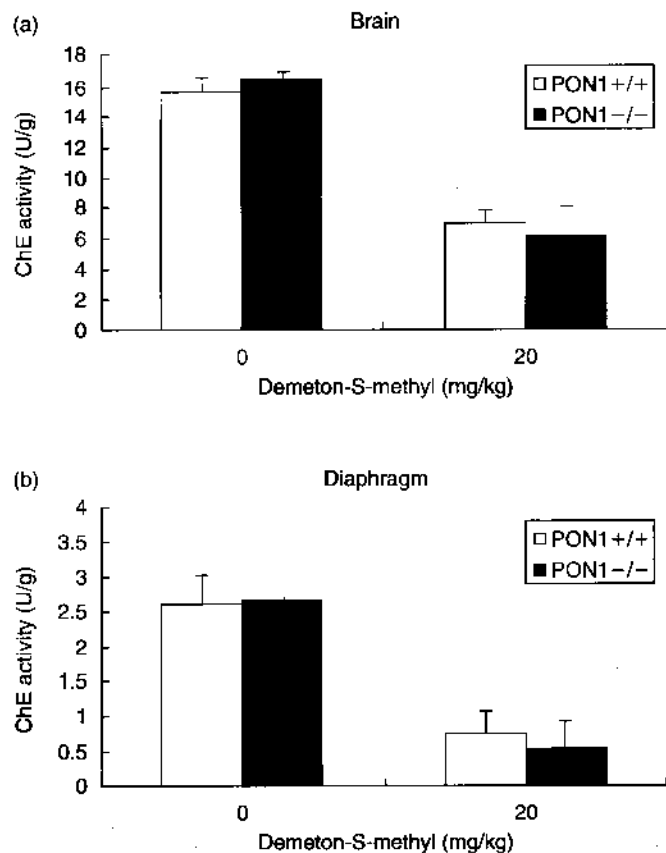 (a)
Brain
18
16
14
12
10
8
6
4
2
0
ChE activity (U/g)
PON1+/+
PON1−/−
0
20
Demeton-S-methyl (mg/kg)
(b)
Diaphragm
4
3.5
3
2.5
2
1.5
1
0.5
0
ChE activity (U/g)
PON1+/+
PON1−/−
0
20
Demeton-S-methyl (mg/kg)